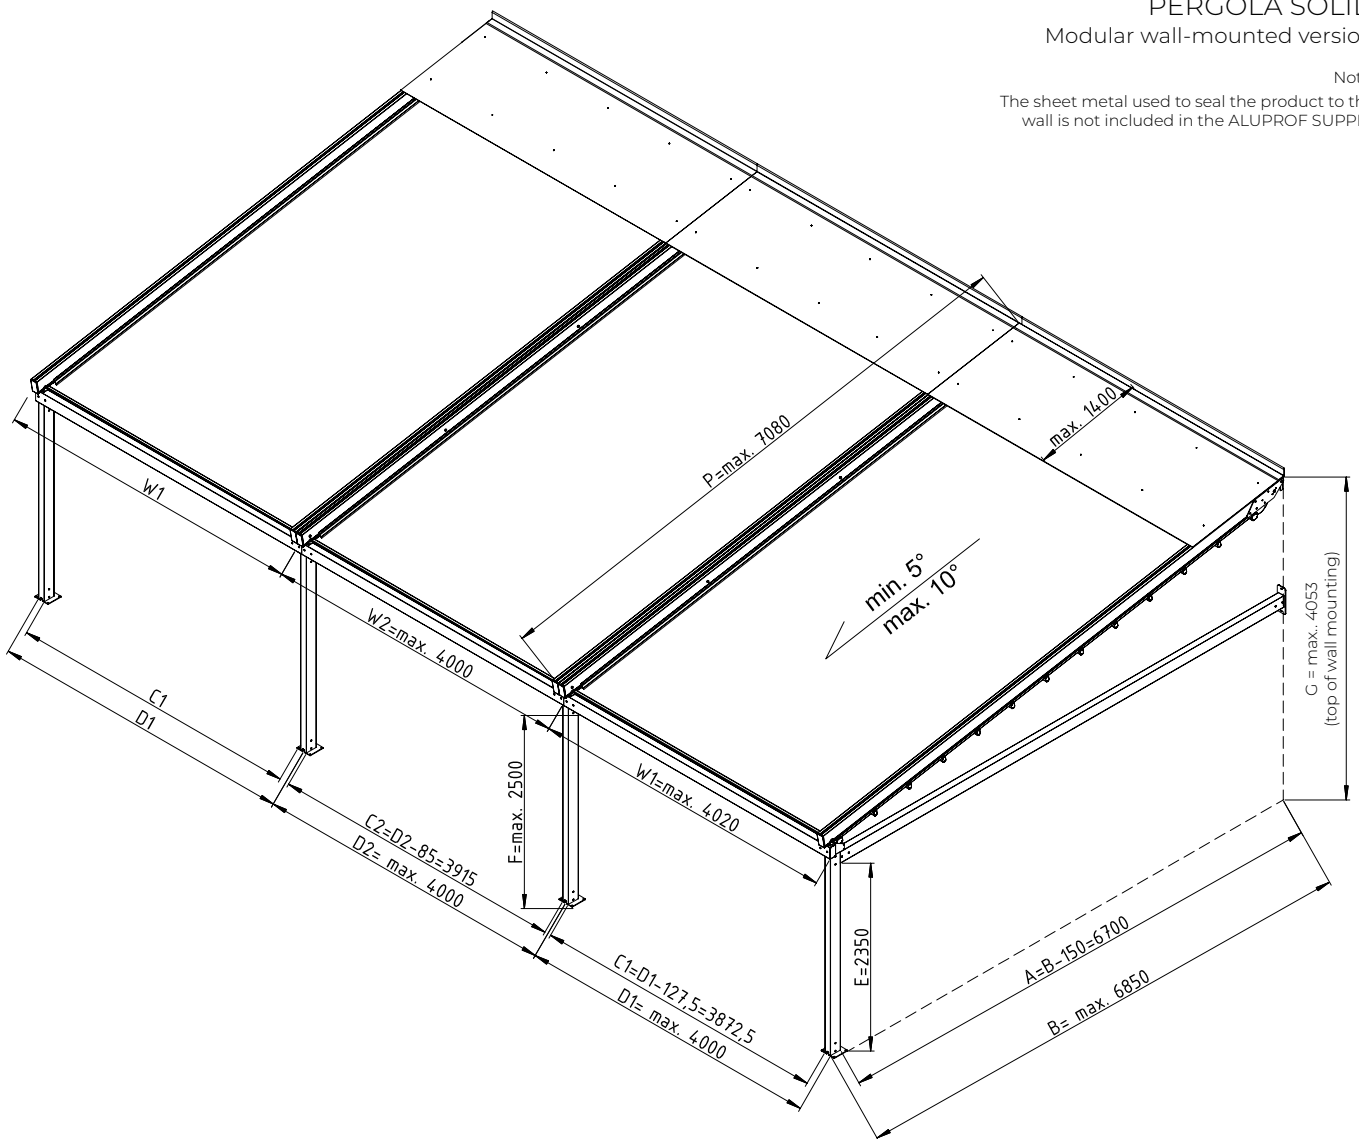 PERGOLA SOLID
Modular wall-mounted versio
Not
The sheet metal used to seal the product to th
wall is not included in the ALUPROF SUPP
max. 1400
P=max. 7080
W1
min. 5°
max. 10°
G = max.. 4053
(top of wall mounting)
W2=max. 4000
W1=max. 4020
C1
D1
F=max. 2500
C2=D2-85=3915
D2= max. 4000
E=2350
C1=D1-127,5=3872,5
D1= max. 4000
A=B-150=6700
B= max. 6850